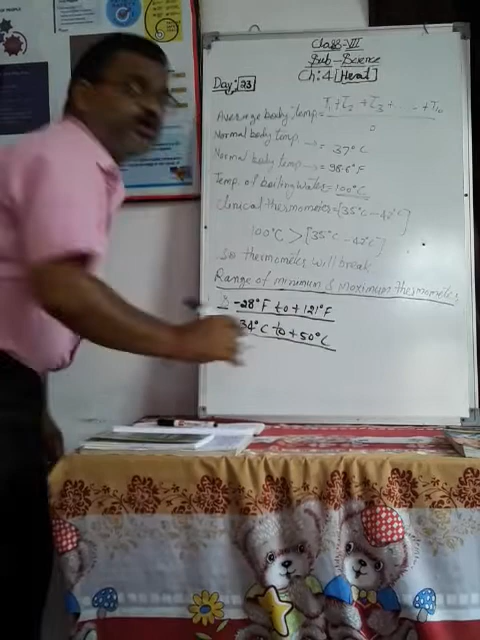 Class-VII
Sub-Science
Ch:4 [Heat]
Day:23
Average body temp = T₁+T₂+T₃+...+T₁₀
Normal body temp. → = 37°C
Normal body temp → = 98.6°F
Temp. of boiling water = 100°C
Clinical thermometer = [35°C - 42°C]
100°C > [35°C - 42°C]
So thermometer will break.
Range of minimum & maximum thermometer
-28°F to +121°F
34°C to +50°C